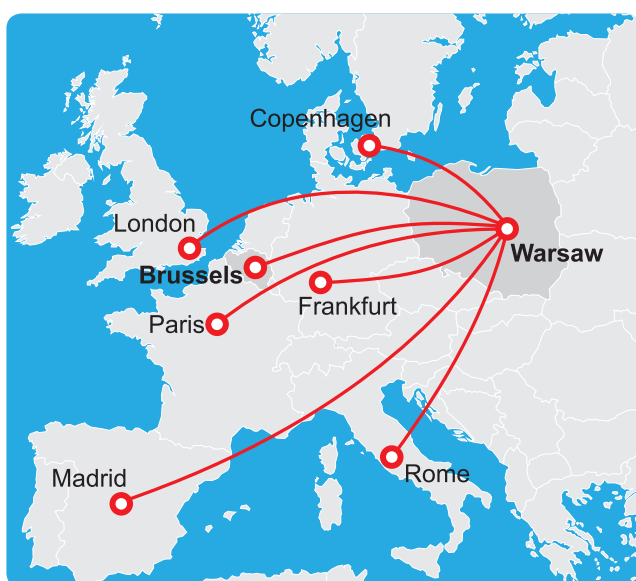 Copenhagen
London
Warsaw
Brussels
Frankfurt
Paris
Madrid
Rome